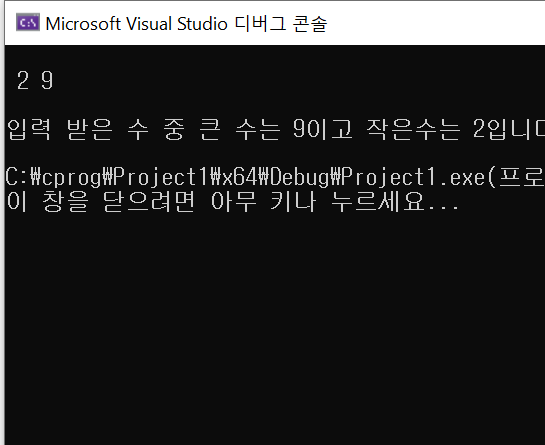 Microsoft Visual Studio 디버그 콘솔
2 9
입력 받은 수 중 큰 수는 9이고 작은수는 2입니다
C:\cprog\Project1\x64\Debug\Project1.exe(프로
이 창을 닫으려면 아무 키나 누르세요...